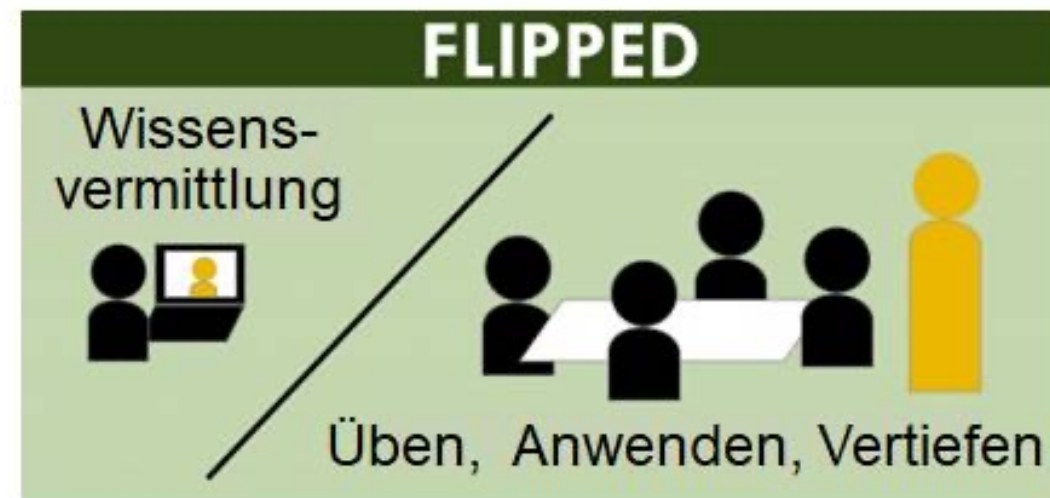 FLIPPED
Wissens-
vermittlung
Üben, Anwenden, Vertiefen